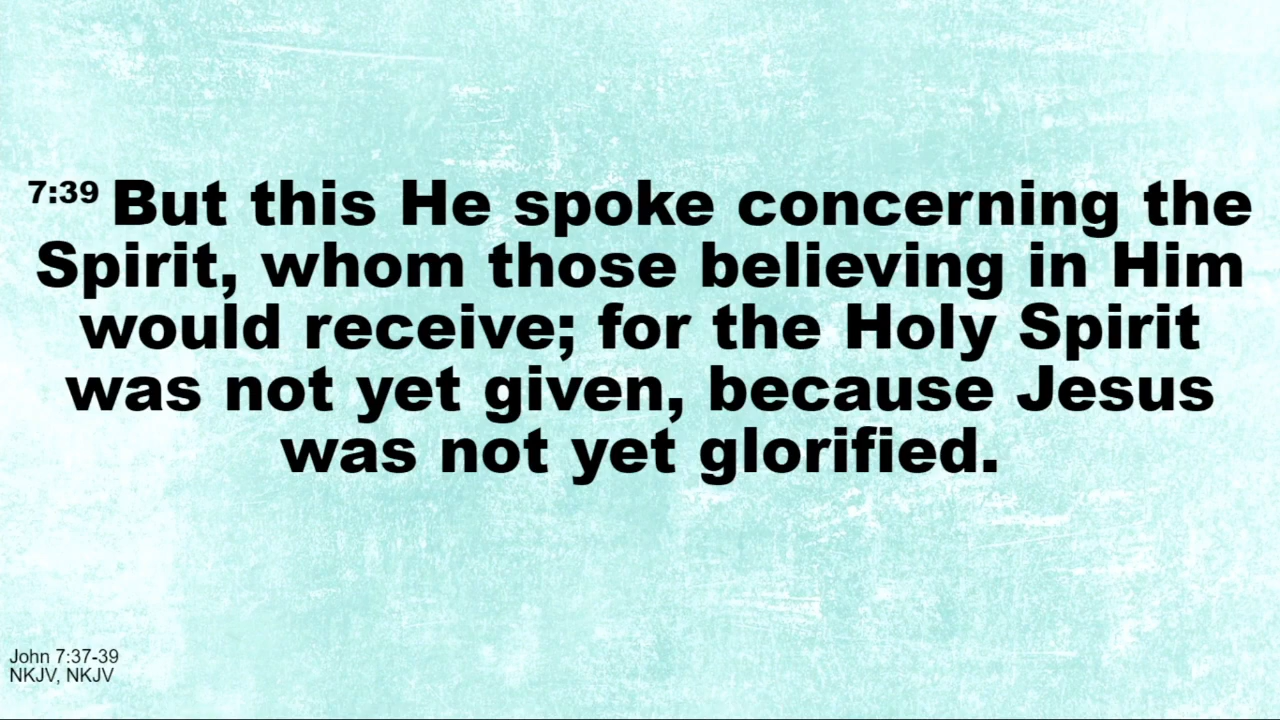 7:39 But this He spoke concerning the
Spirit, whom those believing in Him
would receive; for the Holy Spirit
was not yet given, because Jesus
was not yet glorified.
John 7:37-39
NKJV, NKJV